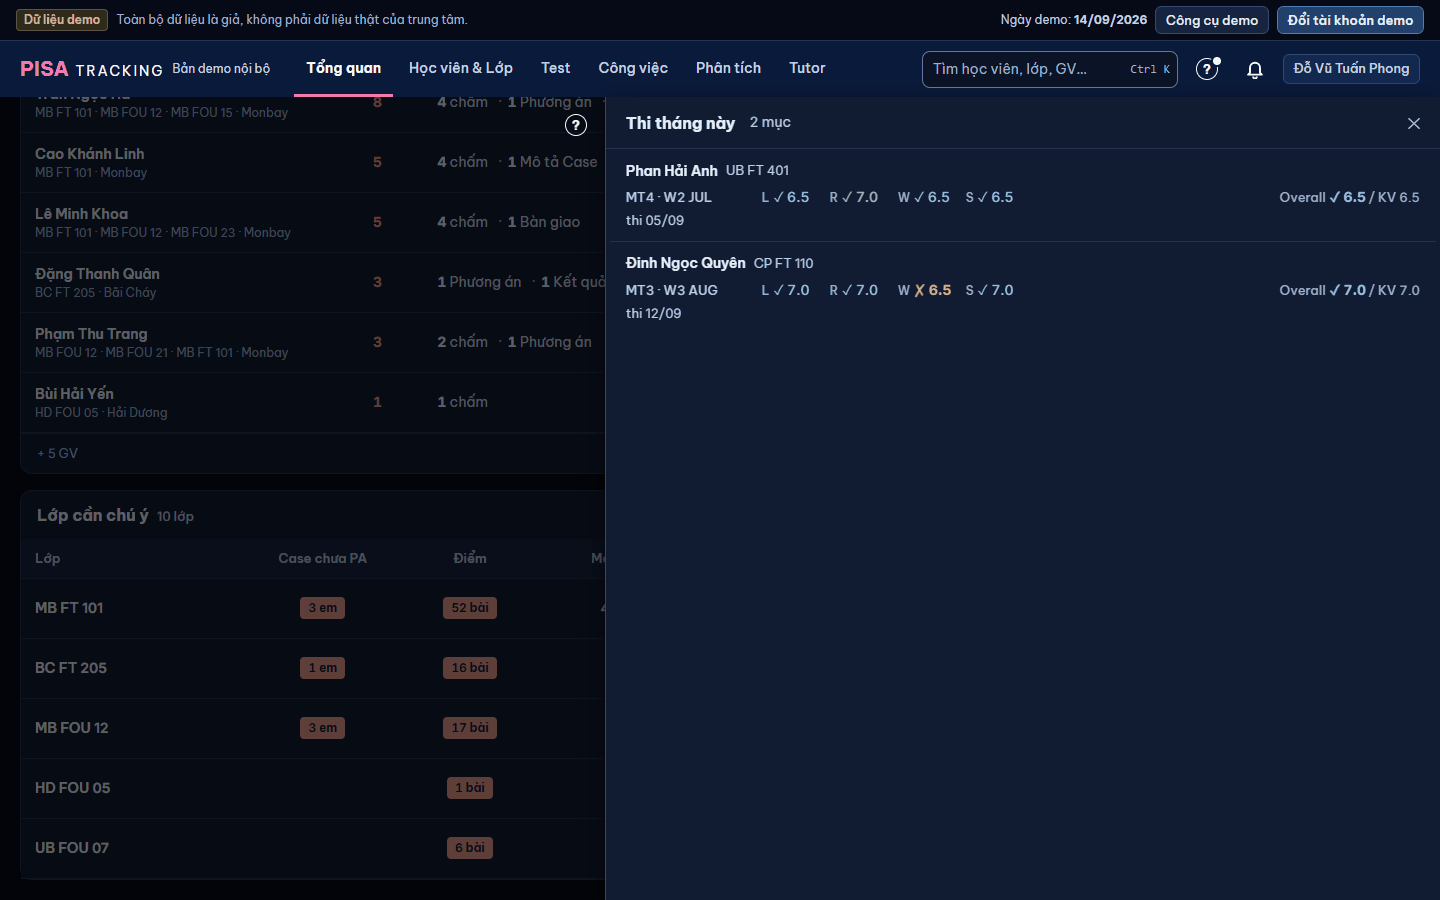 Dữ liệu demo Toàn bộ dữ liệu là giả, không phải dữ liệu thật của trung tâm. Ngày demo: 14/09/2026 Công cụ demo Đổi tài khoản demo
PISA TRACKING Bản demo nội bộ Tổng quan Học viên & Lớp Test Công việc Phân tích Tutor Tìm học viên, lớp, GV... Ctrl K ? Đỗ Vũ Tuấn Phong
8 4 chấm · 1 Phương án ·
MB FT 101 · MB FOU 12 · MB FOU 15 · Monbay
?
Cao Khánh Linh
MB FT 101 · Monbay
5 4 chấm · 1 Mô tả Case
Lê Minh Khoa
MB FT 101 · MB FOU 12 · MB FOU 23 · Monbay
5 4 chấm · 1 Bàn giao
Đặng Thanh Quân
BC FT 205 · Bãi Cháy
3 1 Phương án · 1 Kết quả
Phạm Thu Trang
MB FOU 12 · MB FOU 21 · MB FT 101 · Monbay
3 2 chấm · 1 Phương án
Bùi Hải Yến
HD FOU 05 · Hải Dương
1 1 chấm
+ 5 GV
Lớp cần chú ý 10 lớp
Lớp Case chưa PA Điểm
MB FT 101 3 em 52 bài
BC FT 205 1 em 16 bài
MB FOU 12 3 em 17 bài
HD FOU 05 1 bài
UB FOU 07 6 bài
Thi tháng này 2 mục
Phan Hải Anh UB FT 401
MT4 · W2 JUL L ✓ 6.5 R ✓ 7.0 W ✓ 6.5 S ✓ 6.5 Overall ✓ 6.5 / KV 6.5
thi 05/09
Đinh Ngọc Quyên CP FT 110
MT3 · W3 AUG L ✓ 7.0 R ✓ 7.0 W ✗ 6.5 S ✓ 7.0 Overall ✓ 7.0 / KV 7.0
thi 12/09